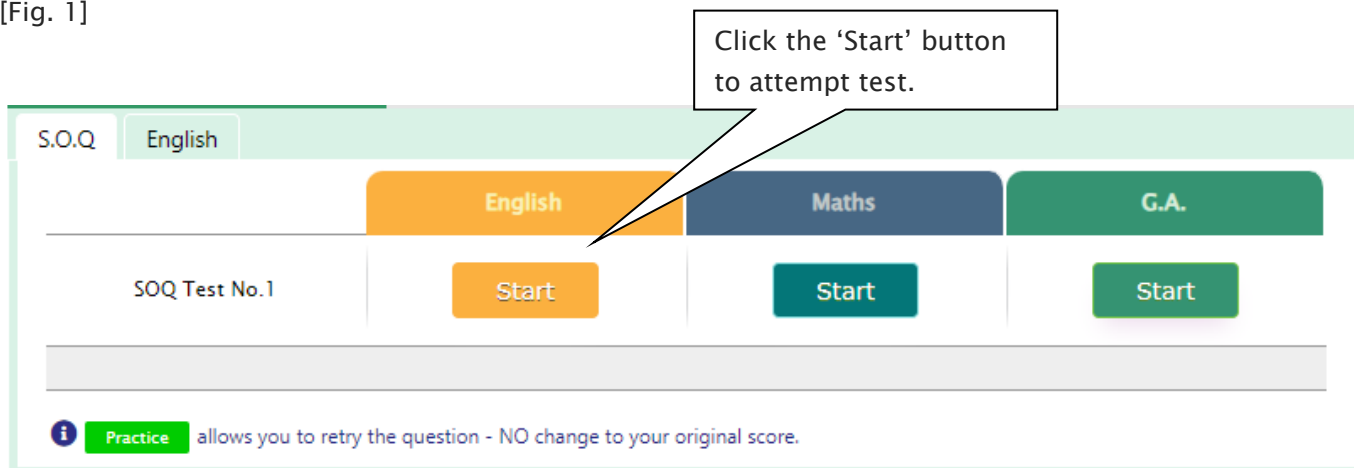 [Fig. 1]
Click the ‘Start’ button
to attempt test.
S.O.Q English
English Maths G.A.
SOQ Test No.1 Start Start Start
Practice allows you to retry the question - NO change to your original score.